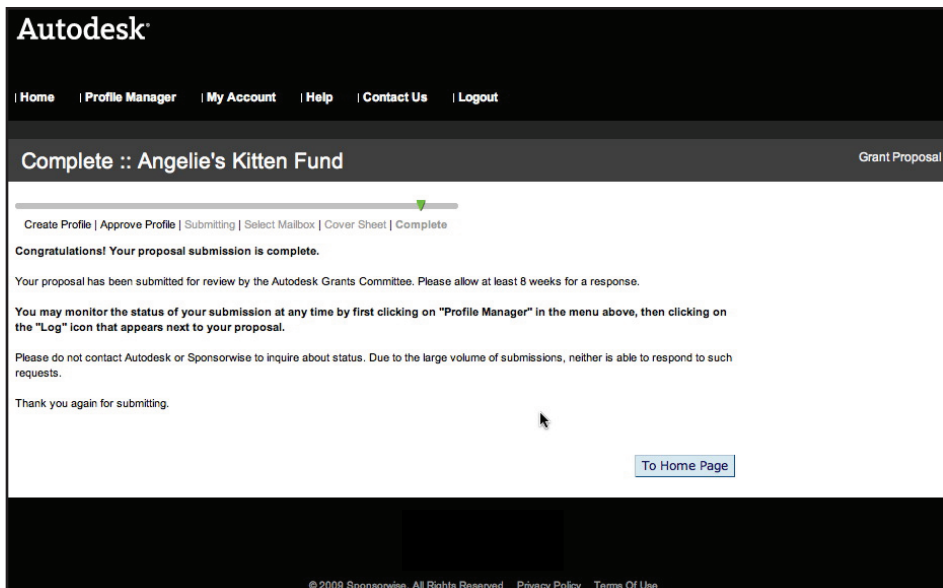 Autodesk®
| Home | Profile Manager | My Account | Help | Contact Us | Logout
Complete :: Angelie's Kitten Fund
Grant Proposal
Create Profile | Approve Profile | Submitting | Select Mailbox | Cover Sheet | Complete
Congratulations! Your proposal submission is complete.
Your proposal has been submitted for review by the Autodesk Grants Committee. Please allow at least 8 weeks for a response.
You may monitor the status of your submission at any time by first clicking on "Profile Manager" in the menu above, then clicking on
the "Log" icon that appears next to your proposal.
Please do not contact Autodesk or Sponsorwise to inquire about status. Due to the large volume of submissions, neither is able to respond to such
requests.
Thank you again for submitting.
To Home Page
© 2009 Sponsorwise. All Rights Reserved Privacy Policy Terms Of Use